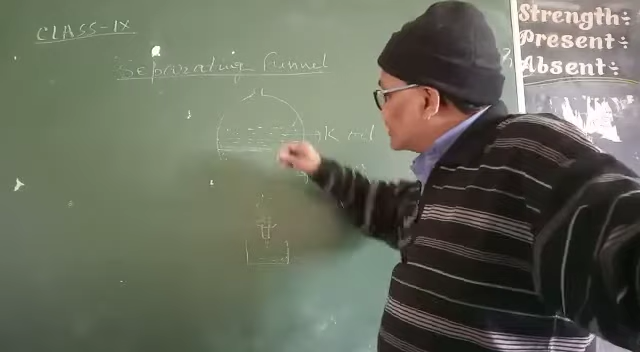 CLASS-IX
Separating Funnel
K oil
Strength:
Present:
Absent: